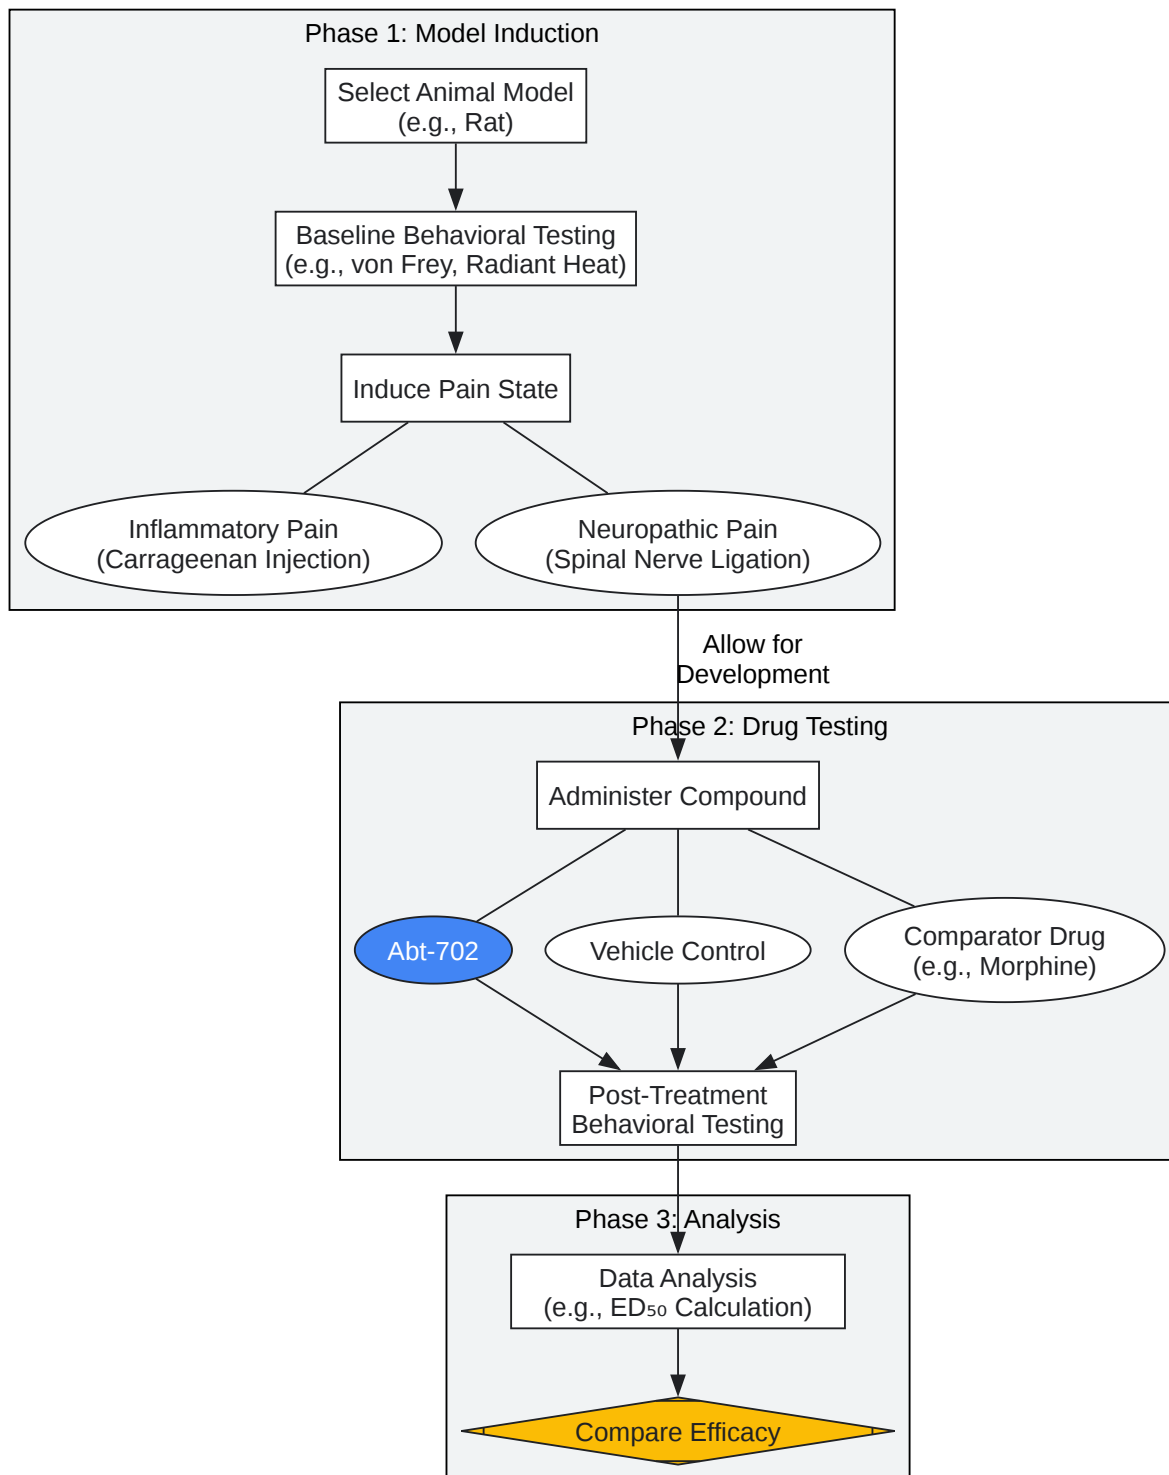 Phase 1: Model Induction
Select Animal Model
(e.g., Rat)
Baseline Behavioral Testing
(e.g., von Frey, Radiant Heat)
Induce Pain State
Inflammatory Pain
(Carrageenan Injection)
Neuropathic Pain
(Spinal Nerve Ligation)
Allow for
Development
Phase 2: Drug Testing
Administer Compound
Abt-702
Vehicle Control
Comparator Drug
(e.g., Morphine)
Post-Treatment
Behavioral Testing
Phase 3: Analysis
Data Analysis
(e.g., ED₅₀ Calculation)
Compare Efficacy